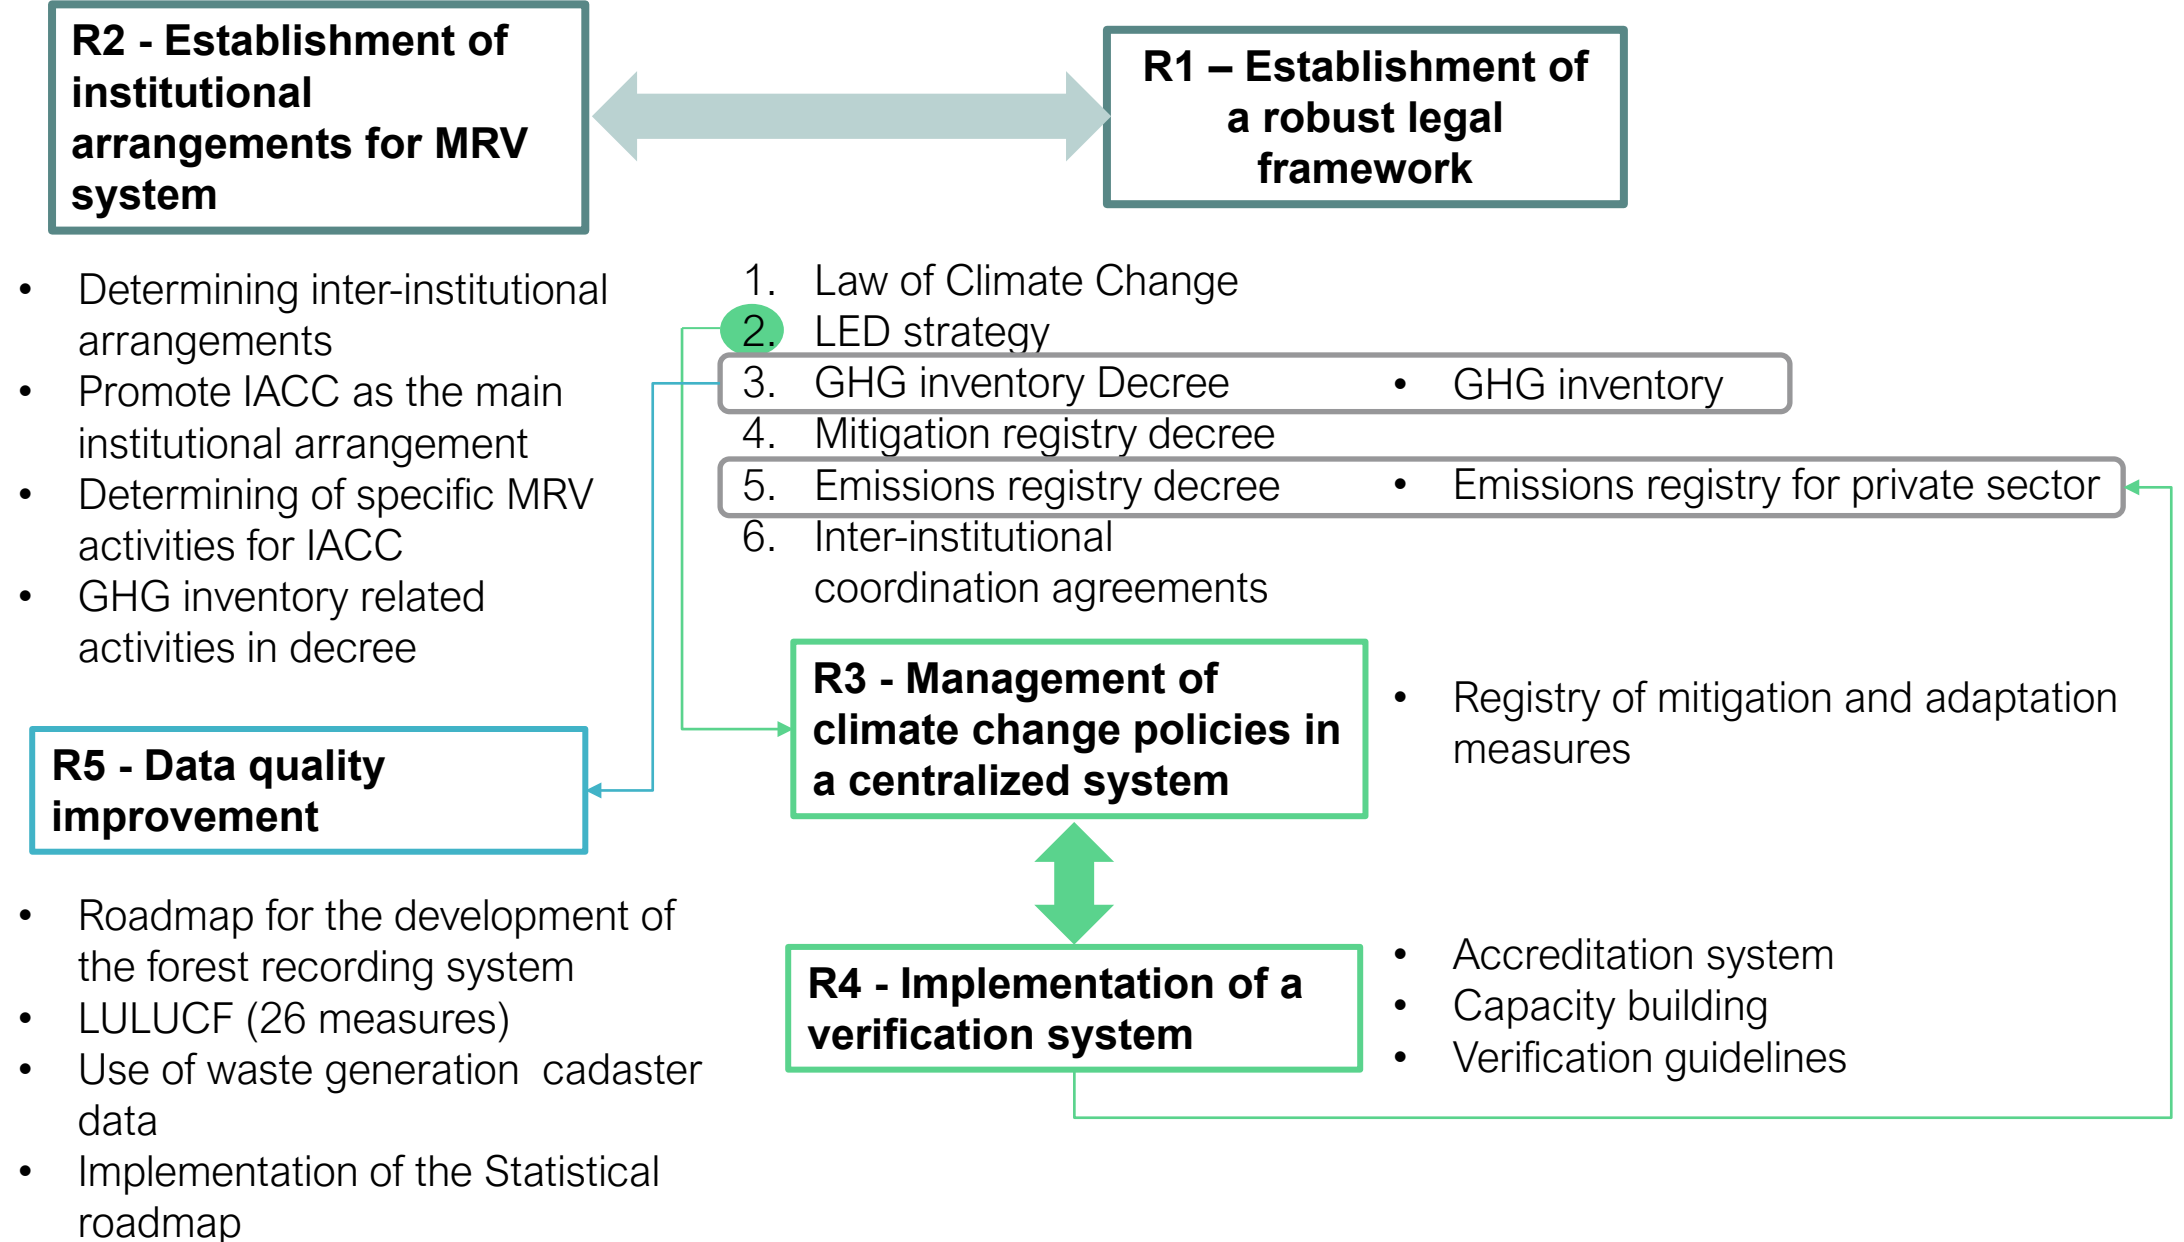 R2 - Establishment of
institutional
arrangements for MRV
system
R1 – Establishment of
a robust legal
framework
• Determining inter-institutional
arrangements
• Promote IACC as the main
institutional arrangement
• Determining of specific MRV
activities for IACC
• GHG inventory related
activities in decree
1. Law of Climate Change
2. LED strategy
3. GHG inventory Decree
• GHG inventory
4. Mitigation registry decree
5. Emissions registry decree
• Emissions registry for private sector
6. Inter-institutional
coordination agreements
R3 - Management of
climate change policies in
a centralized system
• Registry of mitigation and adaptation
measures
R5 - Data quality
improvement
• Roadmap for the development of
the forest recording system
• LULUCF (26 measures)
• Use of waste generation  cadaster
data
• Implementation of the Statistical
roadmap
R4 - Implementation of a
verification system
• Accreditation system
• Capacity building
• Verification guidelines